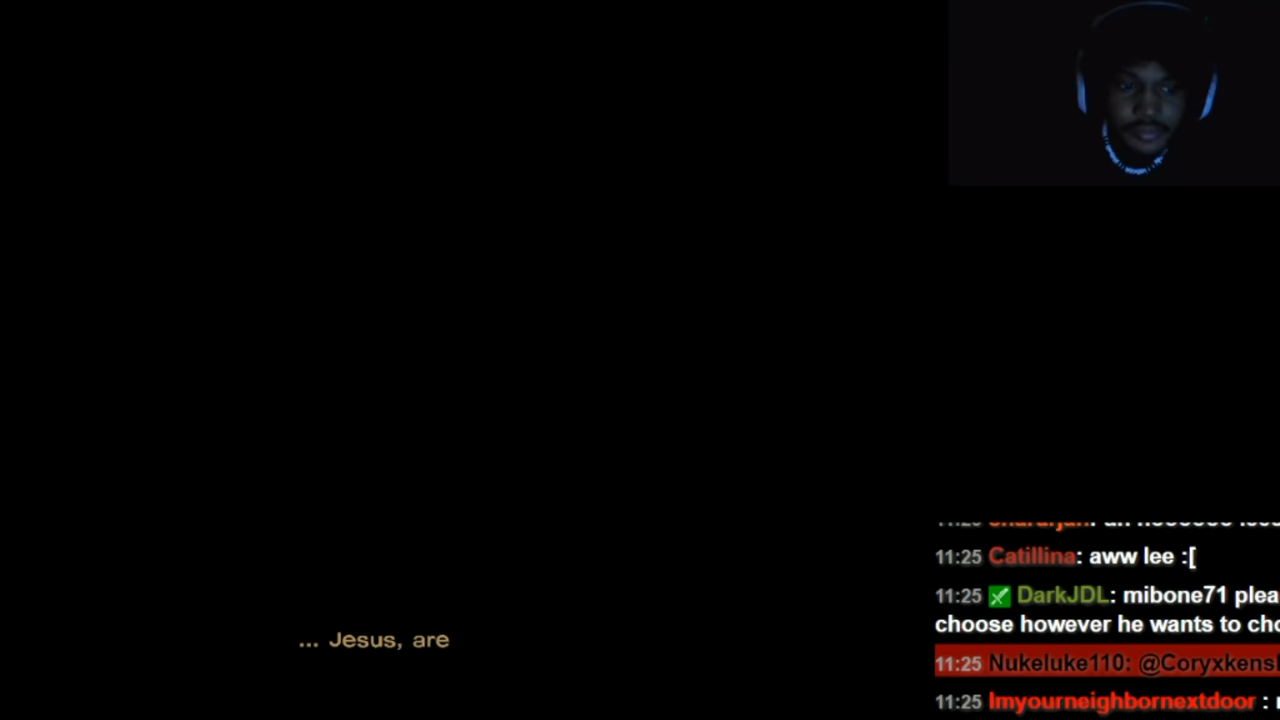 ... Jesus, are
11:25 Catillina: aww lee :[
11:25 DarkJDL: mibone71 plea
choose however he wants to cho
11:25 Nukeluke110: @Coryxkens
11:25 Imyourneighbornextdoor :